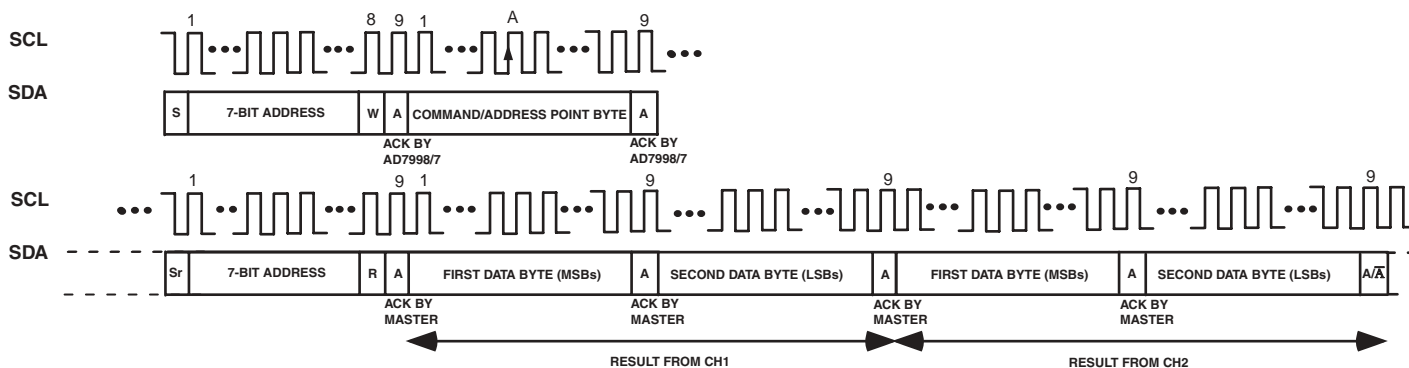 1 8 9 1 A 9
SCL
SDA
S 7-BIT ADDRESS W A COMMAND/ADDRESS POINT BYTE A
ACK BY AD7998/7
ACK BY AD7998/7
1 9 1 9 9 9 9
SCL
SDA
Sr 7-BIT ADDRESS R A FIRST DATA BYTE (MSBs) A SECOND DATA BYTE (LSBs) A FIRST DATA BYTE (MSBs) A SECOND DATA BYTE (LSBs) A/A̅
ACK BY MASTER
ACK BY MASTER
ACK BY MASTER
ACK BY MASTER
RESULT FROM CH1
RESULT FROM CH2